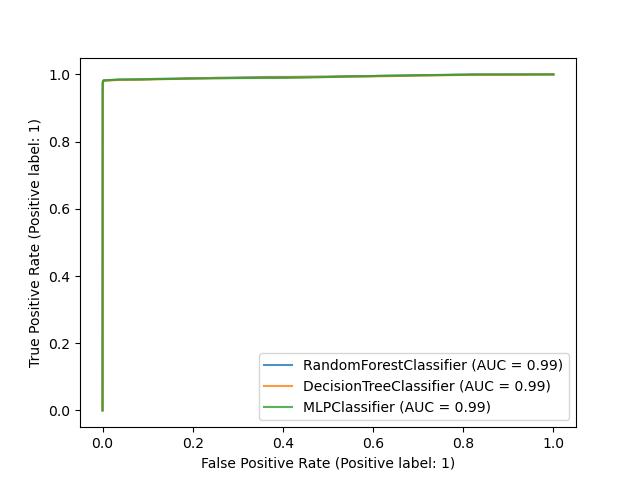 1.0
0.8
0.6
0.4
0.2
0.0
True Positive Rate (Positive label: 1)
RandomForestClassifier (AUC = 0.99)
DecisionTreeClassifier (AUC = 0.99)
MLPClassifier (AUC = 0.99)
0.0 0.2 0.4 0.6 0.8 1.0
False Positive Rate (Positive label: 1)